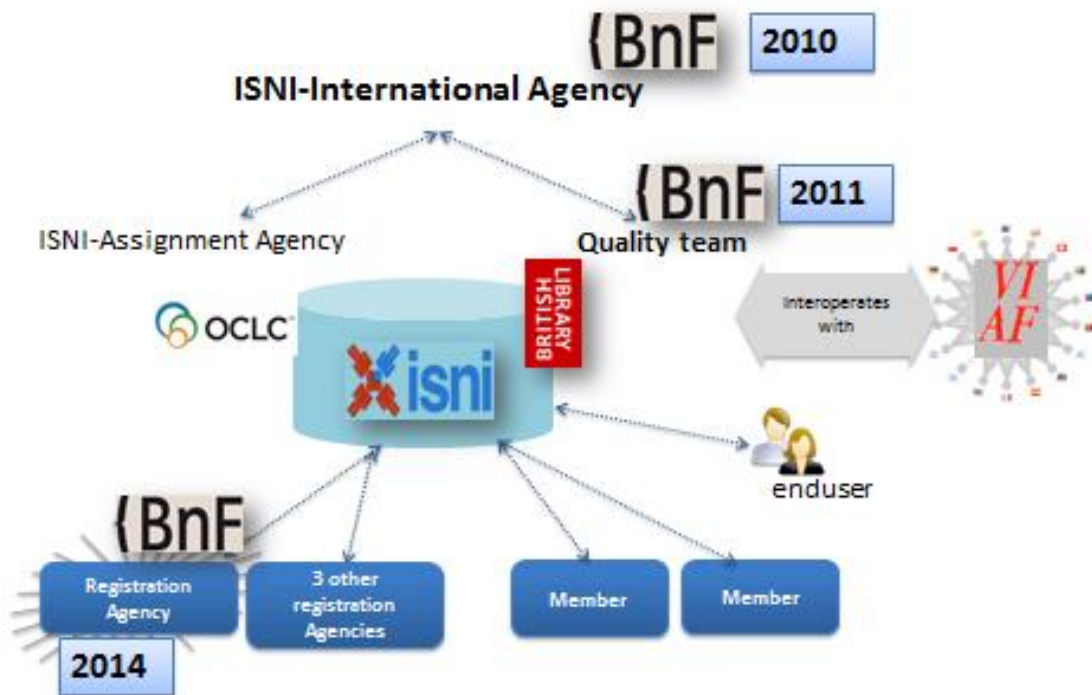 {BnF
2010
ISNI-International Agency
{BnF
2011
ISNI-Assignment Agency
Quality team
OCLC
BRITISH
LIBRARY
isni
Interoperates
with
VI
AF
enduser
{BnF
Registration
Agency
3 other
registration
Agencies
Member
Member
2014